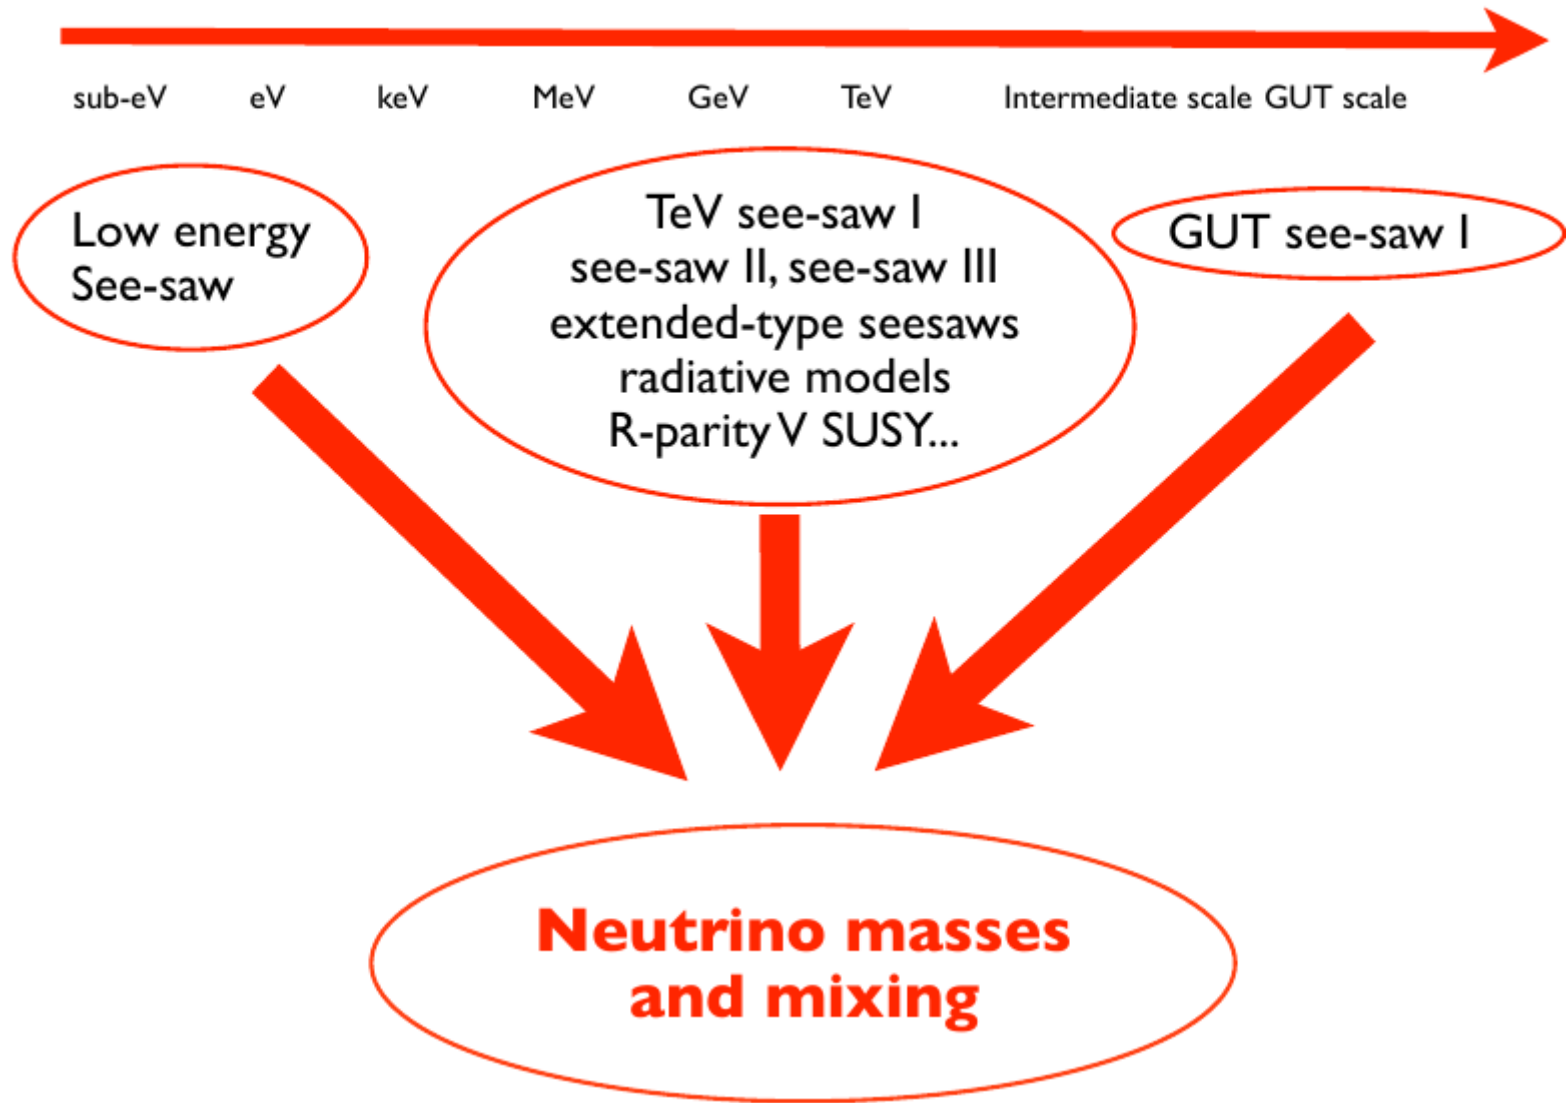 sub-eV eV keV MeV GeV TeV Intermediate scale GUT scale
Low energy
See-saw
TeV see-saw I
see-saw II, see-saw III
extended-type seesaws
radiative models
R-parity V SUSY...
GUT see-saw I
Neutrino masses
and mixing